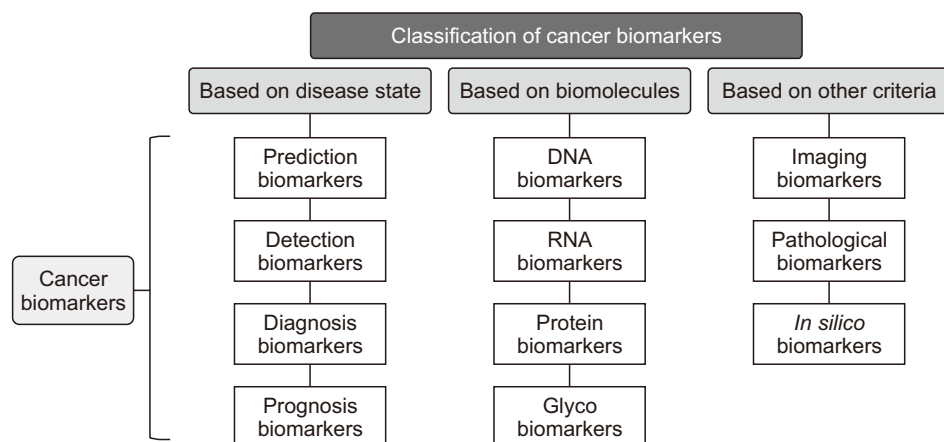 Classification of cancer biomarkers
Based on disease state
Based on biomolecules
Based on other criteria
Cancer
biomarkers
Prediction
biomarkers
Detection
biomarkers
Diagnosis
biomarkers
Prognosis
biomarkers
DNA
biomarkers
RNA
biomarkers
Protein
biomarkers
Glyco
biomarkers
Imaging
biomarkers
Pathological
biomarkers
In silico
biomarkers